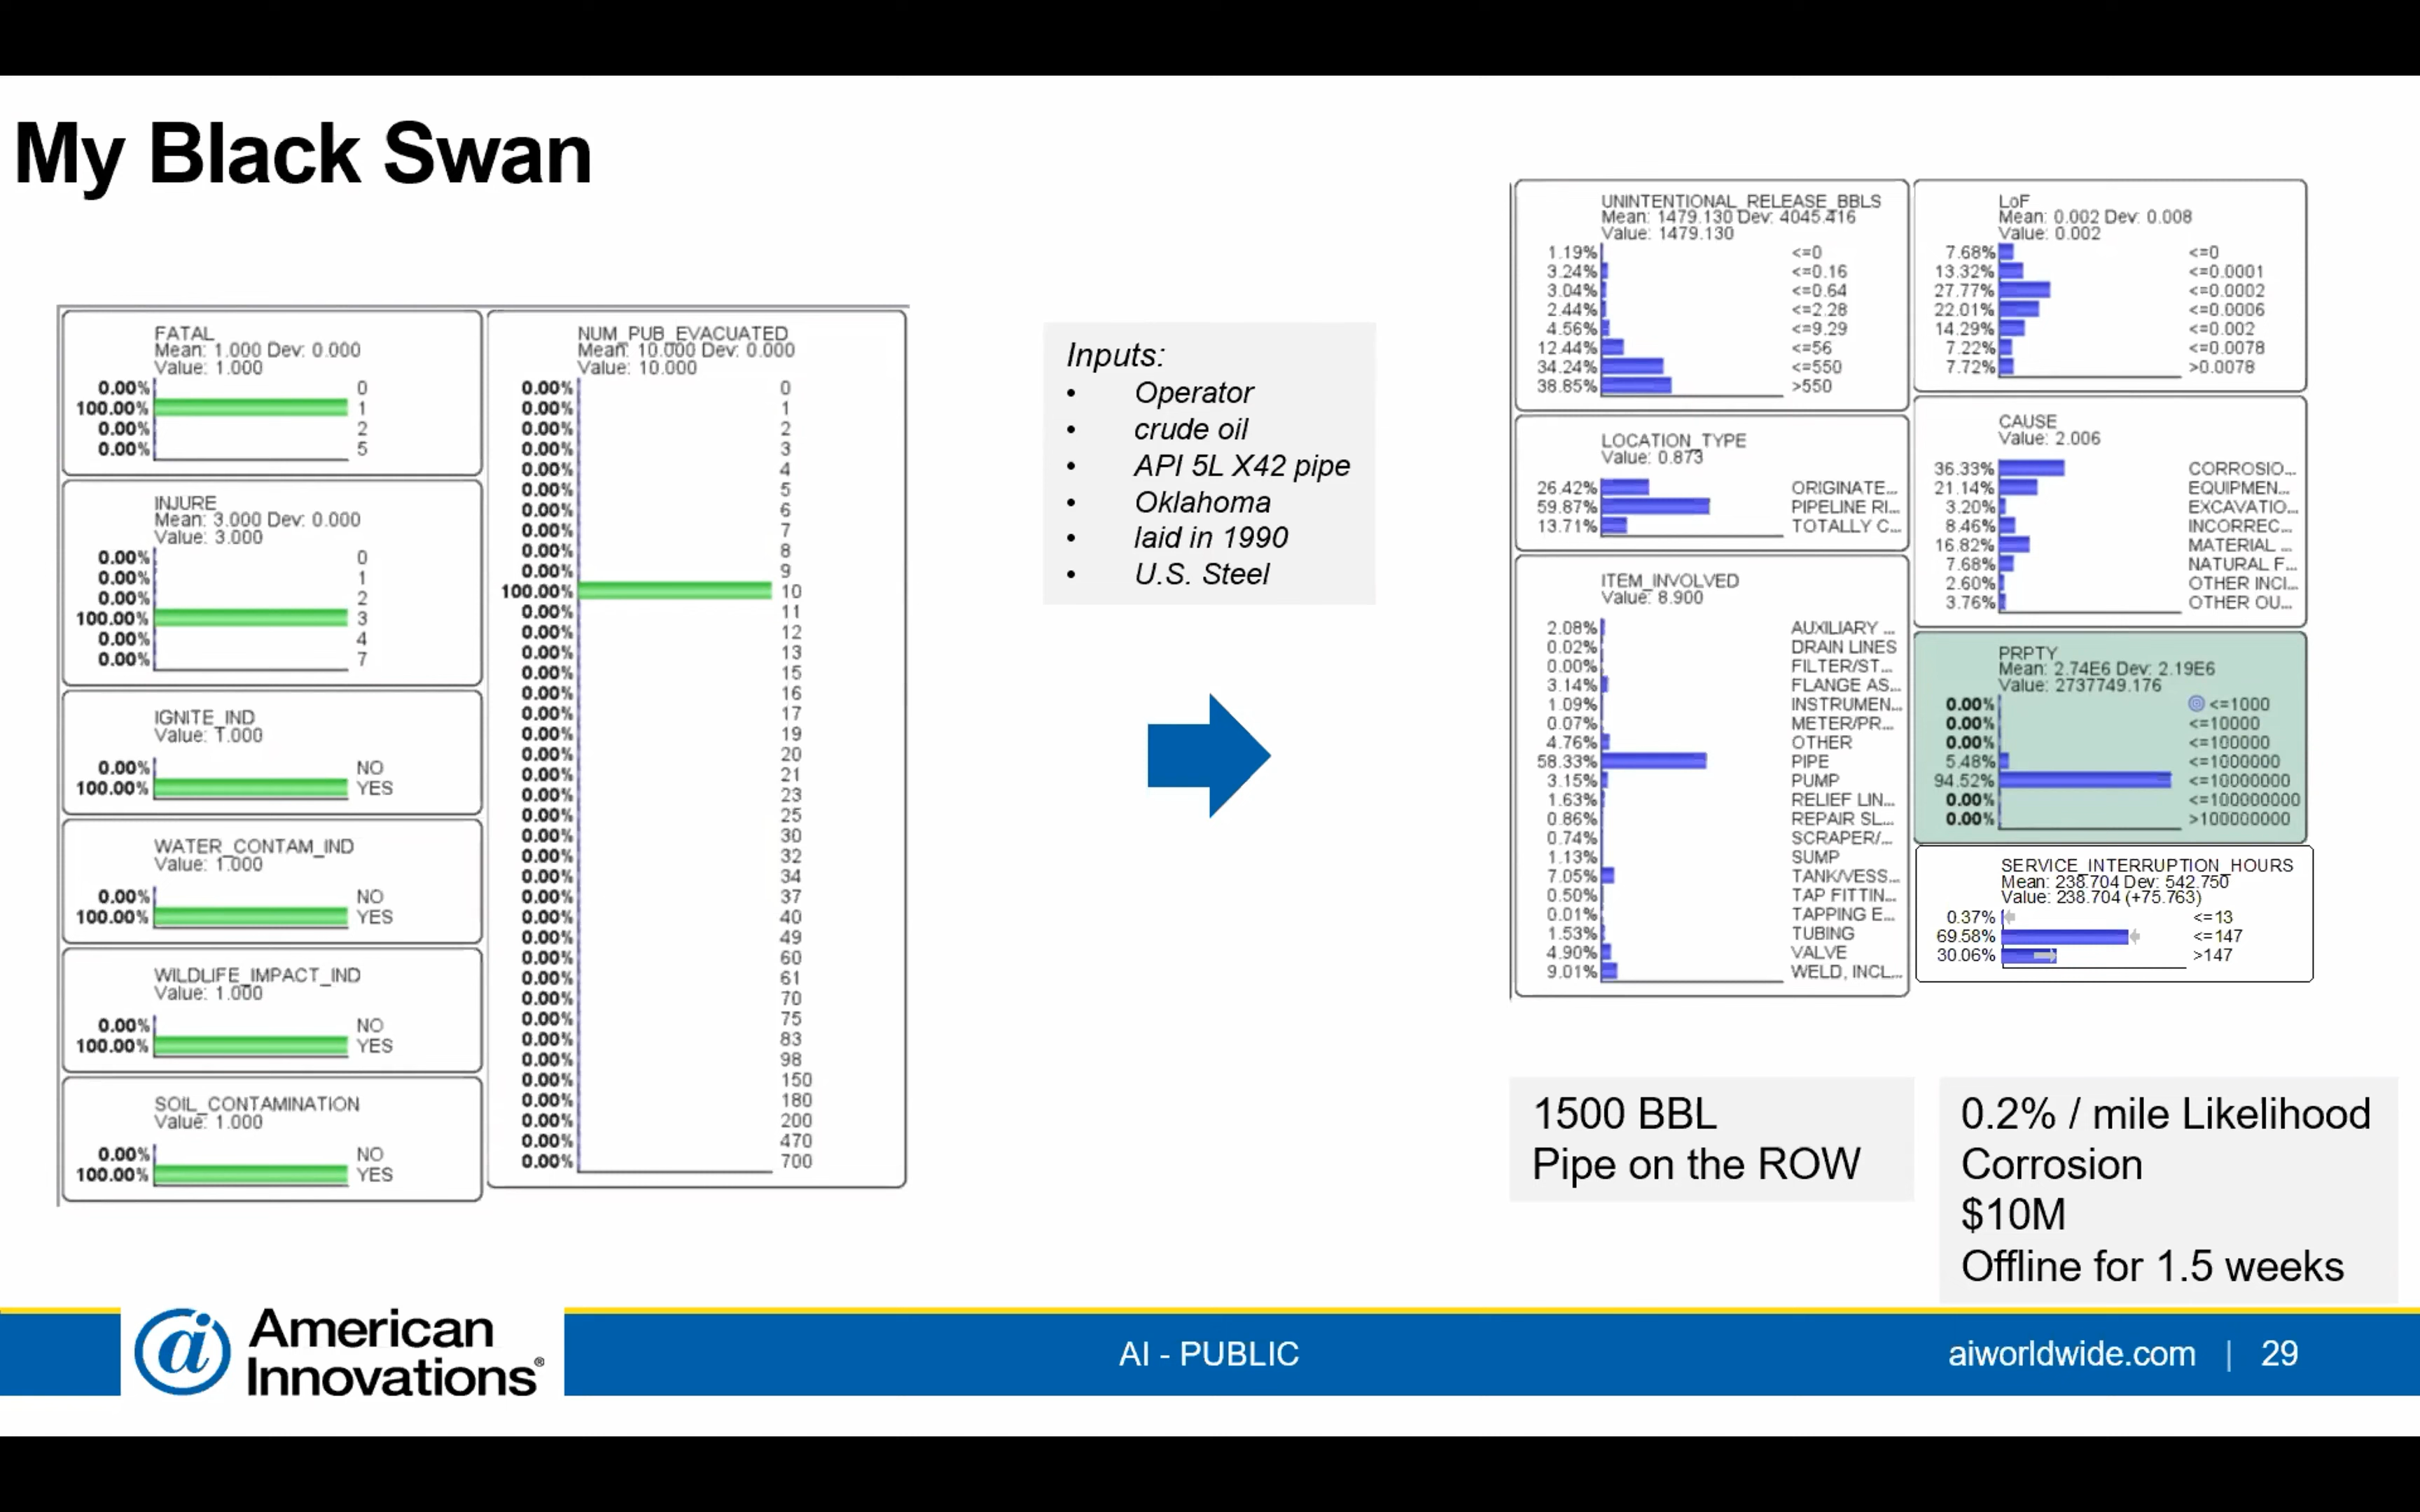 My Black Swan
FATAL
Mean: 1.000 Dev: 0.000
Value: 1.000
0.00% 0
100.00% 1
0.00% 2
0.00% 5
INJURE
Mean: 3.000 Dev: 0.000
Value: 3.000
0.00% 0
0.00% 1
0.00% 2
100.00% 3
0.00% 4
0.00% 7
IGNITE_IND
Value: 1.000
0.00% NO
100.00% YES
WATER_CONTAM_IND
Value: 1.000
0.00% NO
100.00% YES
WILDLIFE_IMPACT_IND
Value: 1.000
0.00% NO
100.00% YES
SOIL_CONTAMINATION
Value: 1.000
0.00% NO
100.00% YES
NUM_PUB_EVACUATED
Mean: 10.000 Dev: 0.000
Value: 10.000
0.00% 0
0.00% 1
0.00% 2
0.00% 3
0.00% 4
0.00% 5
0.00% 6
0.00% 7
0.00% 8
0.00% 9
100.00% 10
0.00% 11
0.00% 12
0.00% 13
0.00% 15
0.00% 16
0.00% 17
0.00% 19
0.00% 20
0.00% 21
0.00% 23
0.00% 25
0.00% 30
0.00% 32
0.00% 34
0.00% 37
0.00% 40
0.00% 49
0.00% 60
0.00% 61
0.00% 70
0.00% 75
0.00% 83
0.00% 98
0.00% 150
0.00% 180
0.00% 200
0.00% 470
0.00% 700
Inputs:
• Operator
• crude oil
• API 5L X42 pipe
• Oklahoma
• laid in 1990
• U.S. Steel
UNINTENTIONAL_RELEASE_BBLS
Mean: 1479.130 Dev: 4045.416
Value: 1479.130
1.19% <=0
3.24% <=0.16
3.04% <=0.64
2.44% <=2.28
4.56% <=9.29
12.44% <=56
34.24% <=550
38.85% >550
LOCATION_TYPE
Value: 0.873
26.42% ORIGINATE...
59.87% PIPELINE RI...
13.71% TOTALLY C...
ITEM_INVOLVED
Value: 8.900
2.08% AUXILIARY ...
0.02% DRAIN LINES
0.00% FILTER/ST...
3.14% FLANGE AS...
1.09% INSTRUMEN...
0.07% METER/PR...
4.76% OTHER
58.33% PIPE
3.15% PUMP
1.63% RELIEF LIN...
0.86% REPAIR SL...
0.74% SCRAPER/...
1.13% SUMP
7.05% TANK/VESS...
0.50% TAP FITTIN...
0.01% TAPPING E...
1.53% TUBING
4.90% VALVE
9.01% WELD, INCL...
LoF
Mean: 0.002 Dev: 0.008
Value: 0.002
7.68% <=0
13.32% <=0.0001
27.77% <=0.0002
22.01% <=0.0006
14.29% <=0.002
7.22% <=0.0078
7.72% >0.0078
CAUSE
Value: 2.006
36.33% CORROSIO...
21.14% EQUIPMEN...
3.20% EXCAVATIO...
8.46% INCORREC...
16.82% MATERIAL ...
7.68% NATURAL F...
2.60% OTHER INCI...
3.76% OTHER OU...
PRPTY
Mean: 2.74E6 Dev: 2.19E6
Value: 2737749.176
0.00% <=1000
0.00% <=10000
0.00% <=100000
5.48% <=1000000
94.52% <=10000000
0.00% <=100000000
0.00% >100000000
SERVICE_INTERRUPTION_HOURS
Mean: 238.704 Dev: 542.750
Value: 238.704 (+75.763)
0.37% <=13
69.58% <=147
30.06% >147
1500 BBL
Pipe on the ROW
0.2% / mile Likelihood
Corrosion
$10M
Offline for 1.5 weeks
American
Innovations®
AI - PUBLIC
aiworldwide.com | 29